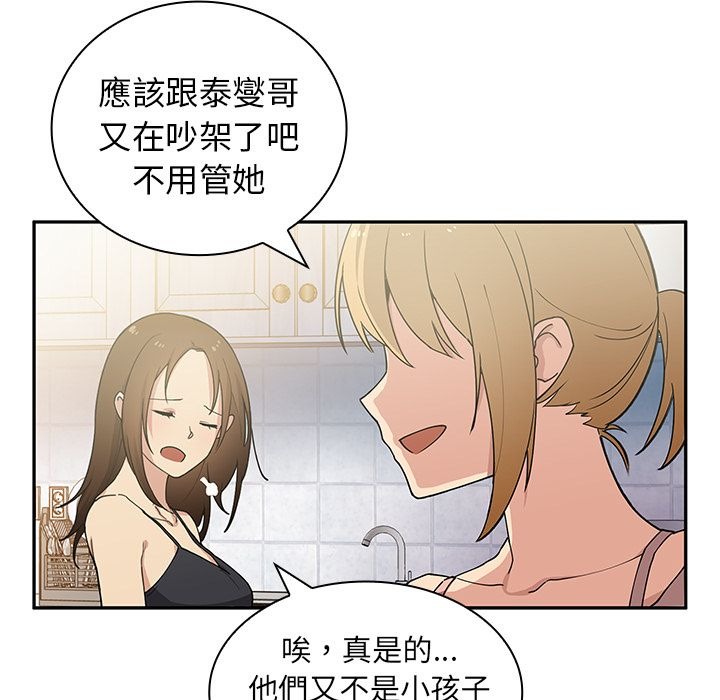 應該跟泰燮哥
又在吵架了吧
不用管她
唉，真是的...
他們又不是小孩子